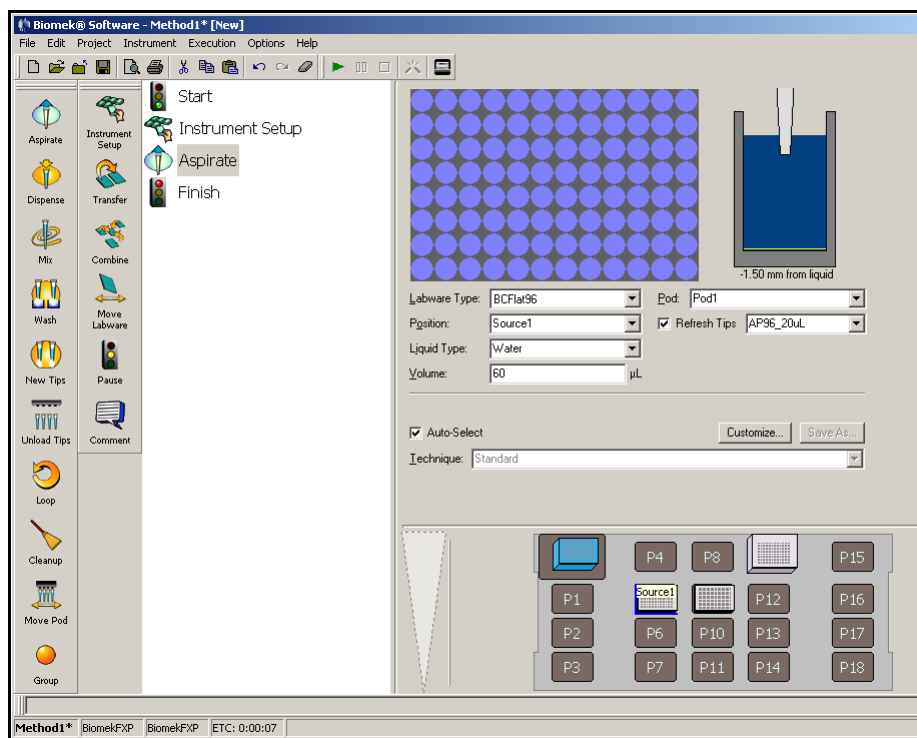 Biomek® Software - Method1* [New]
File Edit Project Instrument Execution Options Help
Aspirate
Dispense
Mix
Wash
New Tips
Unload Tips
Loop
Cleanup
Move Pod
Group
Instrument
Setup
Transfer
Combine
Move
Labware
Pause
Comment
Start
Instrument Setup
Aspirate
Finish
-1.50 mm from liquid
Labware Type: BCFlat96 Pod: Pod1
Position: Source1 Refresh Tips AP96_20uL
Liquid Type: Water
Volume: 60 µL
Auto-Select Customize... Save As...
Technique: Standard
P4 P8 P15
P1 Source1 P12 P16
P2 P6 P10 P13 P17
P3 P7 P11 P14 P18
Method1* BiomekFXP BiomekFXP ETC: 0:00:07